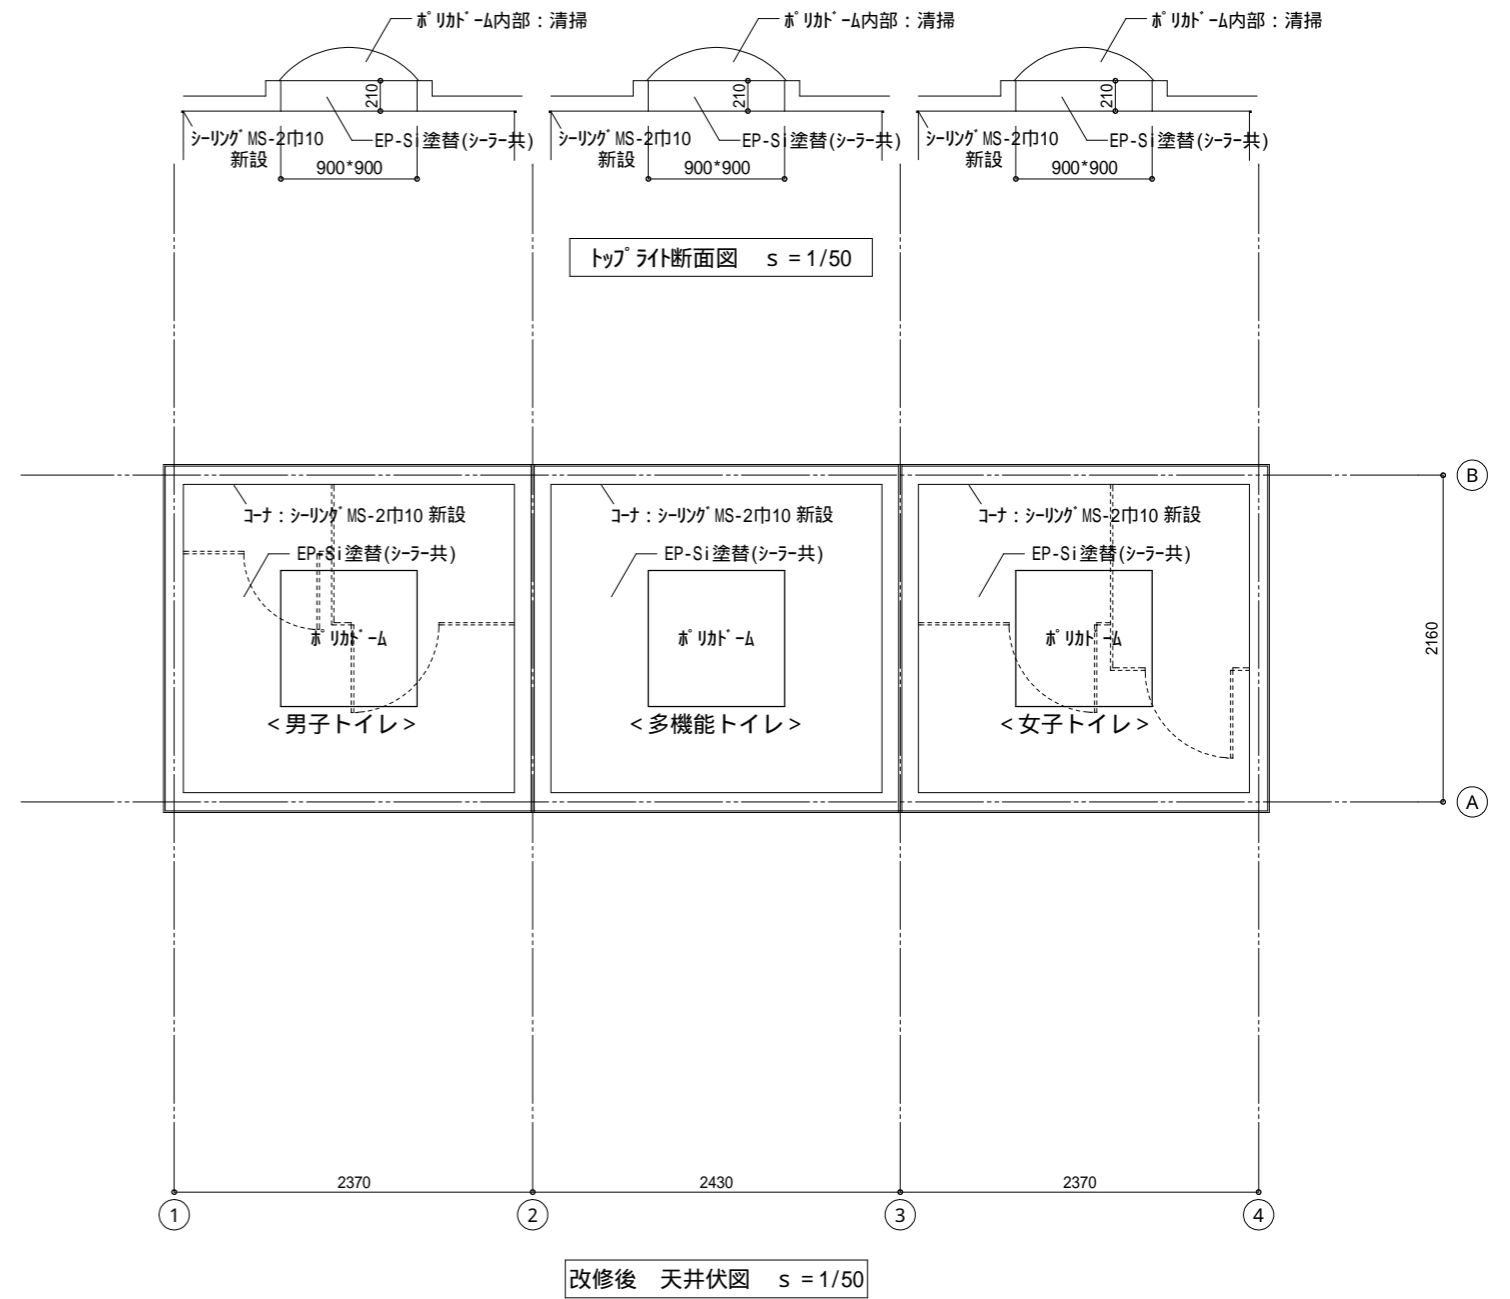 ﾎﾟﾘｶﾄﾞｰﾑ内部：清掃
ﾎﾟﾘｶﾄﾞｰﾑ内部：清掃
ﾎﾟﾘｶﾄﾞｰﾑ内部：清掃
210
210
210
ｼｰﾘﾝｸﾞMS-2巾10
新設
EP-Si塗替(ｼｰﾗｰ共)
900*900
ｼｰﾘﾝｸﾞMS-2巾10
新設
EP-Si塗替(ｼｰﾗｰ共)
900*900
ｼｰﾘﾝｸﾞMS-2巾10
新設
EP-Si塗替(ｼｰﾗｰ共)
900*900
ﾄｯﾌﾟﾗｲﾄ断面図　s＝1/50
B
ｺｰﾅ：ｼｰﾘﾝｸﾞMS-2巾10 新設
ｺｰﾅ：ｼｰﾘﾝｸﾞMS-2巾10 新設
ｺｰﾅ：ｼｰﾘﾝｸﾞMS-2巾10 新設
EP-Si塗替(ｼｰﾗｰ共)
EP-Si塗替(ｼｰﾗｰ共)
EP-Si塗替(ｼｰﾗｰ共)
ﾎﾟﾘｶﾄﾞｰﾑ
ﾎﾟﾘｶﾄﾞｰﾑ
ﾎﾟﾘｶﾄﾞｰﾑ
2160
＜男子トイレ＞
＜多機能トイレ＞
＜女子トイレ＞
A
2370
2430
2370
1
2
3
4
改修後　天井伏図　s＝1/50